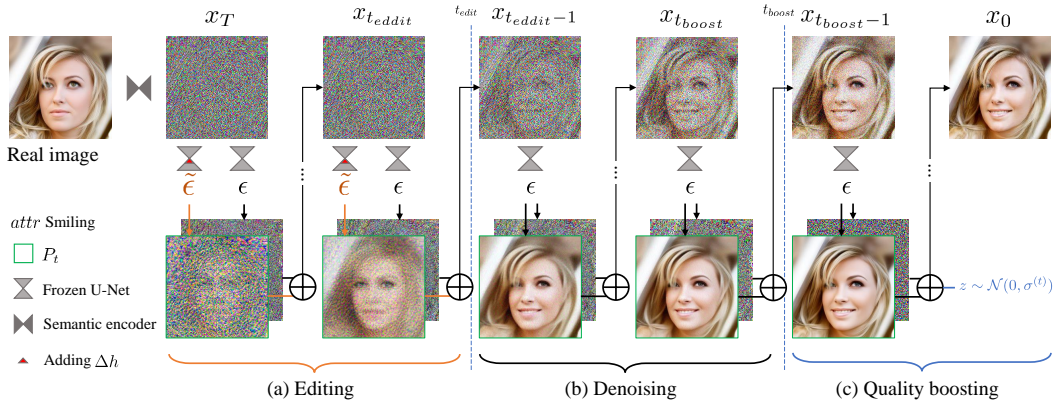 x_T
x_{t_{eddit}}
t_{edit}
x_{t_{eddit}-1}
x_{t_{boost}}
t_{boost}
x_{t_{boost}-1}
x_0
Real image
ϵ̃
ϵ
ϵ̃
ϵ
ϵ
ϵ
ϵ
⋮
⋮
⋮
⋮
⋮
attr Smiling
P_t
Frozen U-Net
Semantic encoder
Adding Δh
z ∼ 𝒩(0, σ^{(t)})
(a) Editing
(b) Denoising
(c) Quality boosting